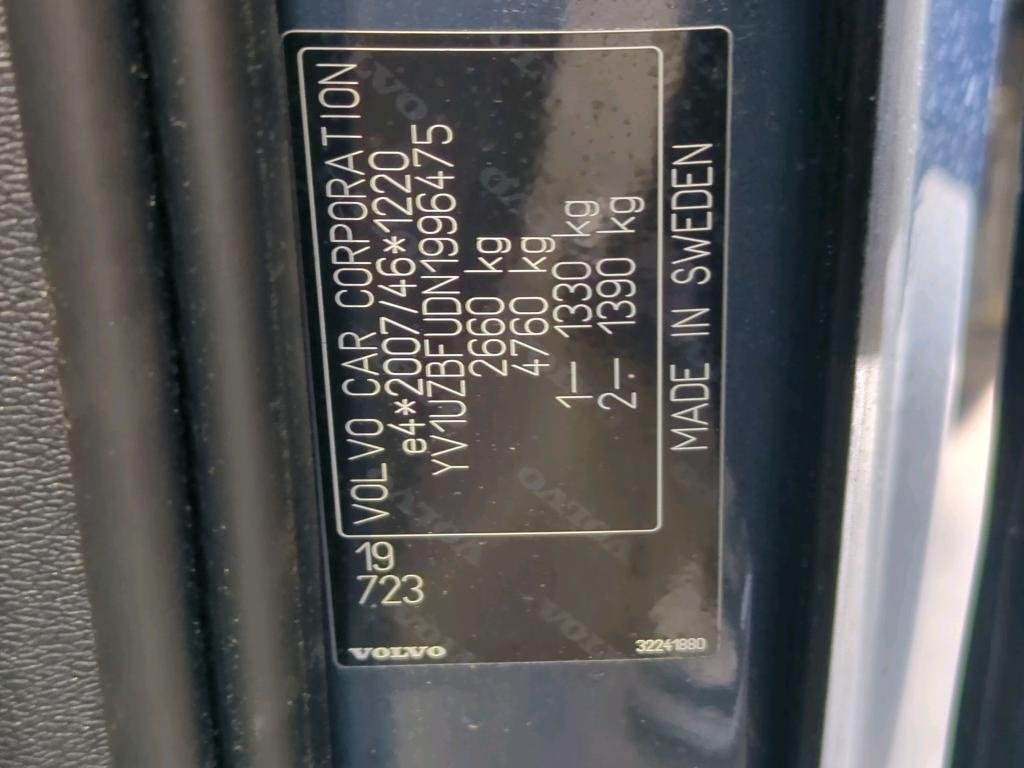 VOLVO CAR CORPORATION
e4*2007/46*1220
YV1UZBFUDN1996475
2660 kg
4760 kg
1– 1330 kg
2– 1390 kg
MADE IN SWEDEN
19
723
VOLVO
32241880